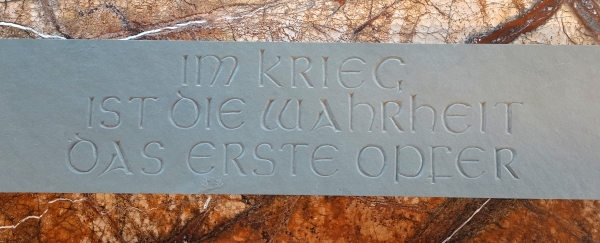 IM KRIEG
IST DIE WAHRHEIT
DAS ERSTE OPFER